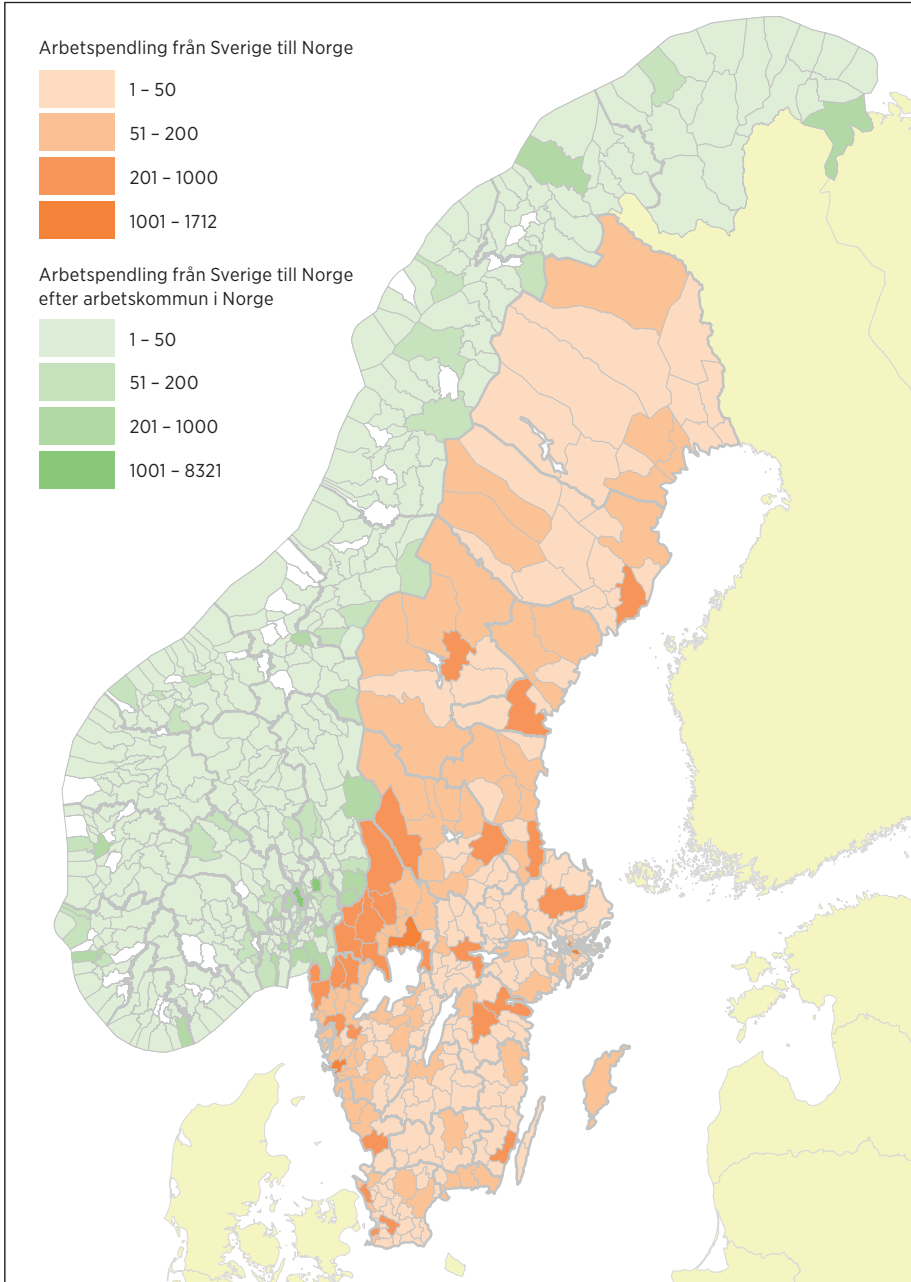 Arbetspendling från Sverige till Norge
1 – 50
51 – 200
201 – 1000
1001 – 1712
Arbetspendling från Sverige till Norge
efter arbetskommun i Norge
1 – 50
51 – 200
201 – 1000
1001 – 8321